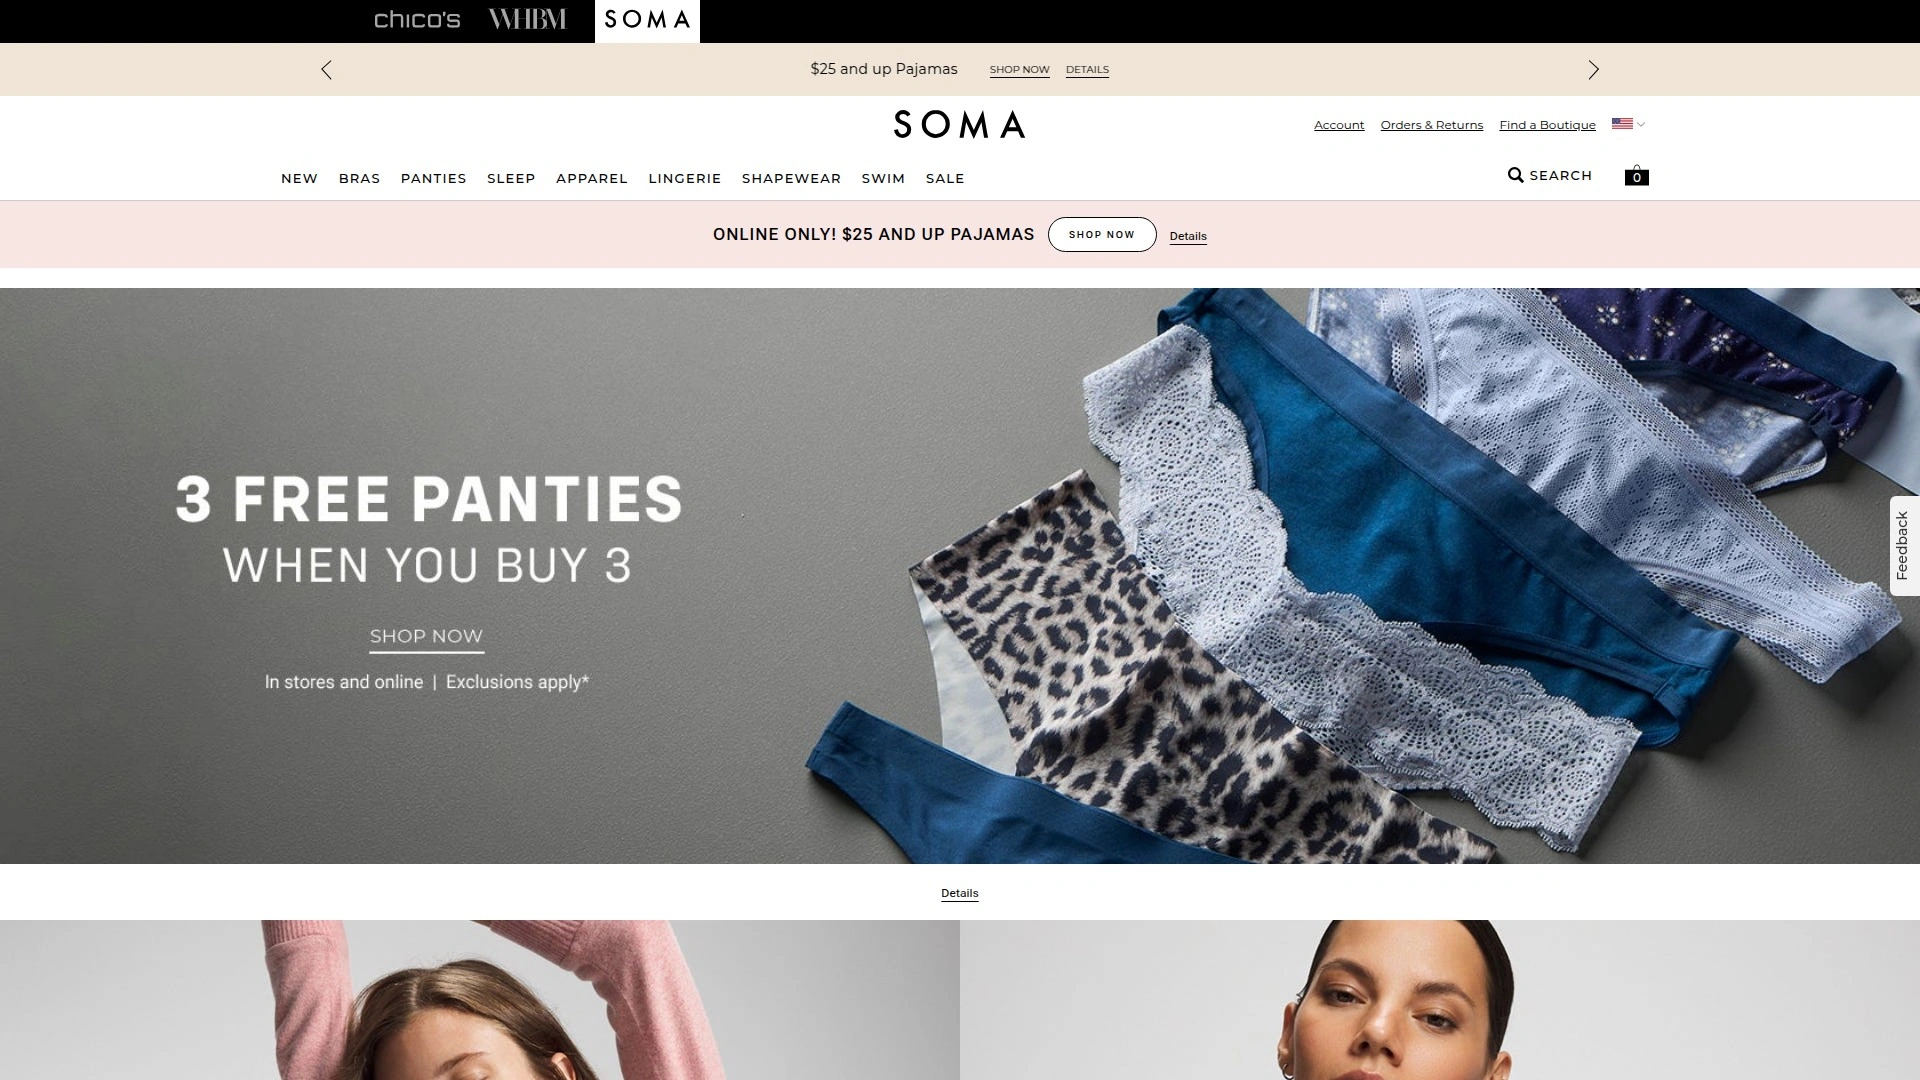 chico's WHBM SOMA
$25 and up Pajamas SHOP NOW DETAILS
SOMA
Account Orders & Returns Find a Boutique
NEW BRAS PANTIES SLEEP APPAREL LINGERIE SHAPEWEAR SWIM SALE
SEARCH 0
ONLINE ONLY! $25 AND UP PAJAMAS SHOP NOW Details
3 FREE PANTIES
WHEN YOU BUY 3
SHOP NOW
In stores and online | Exclusions apply*
Feedback
Details